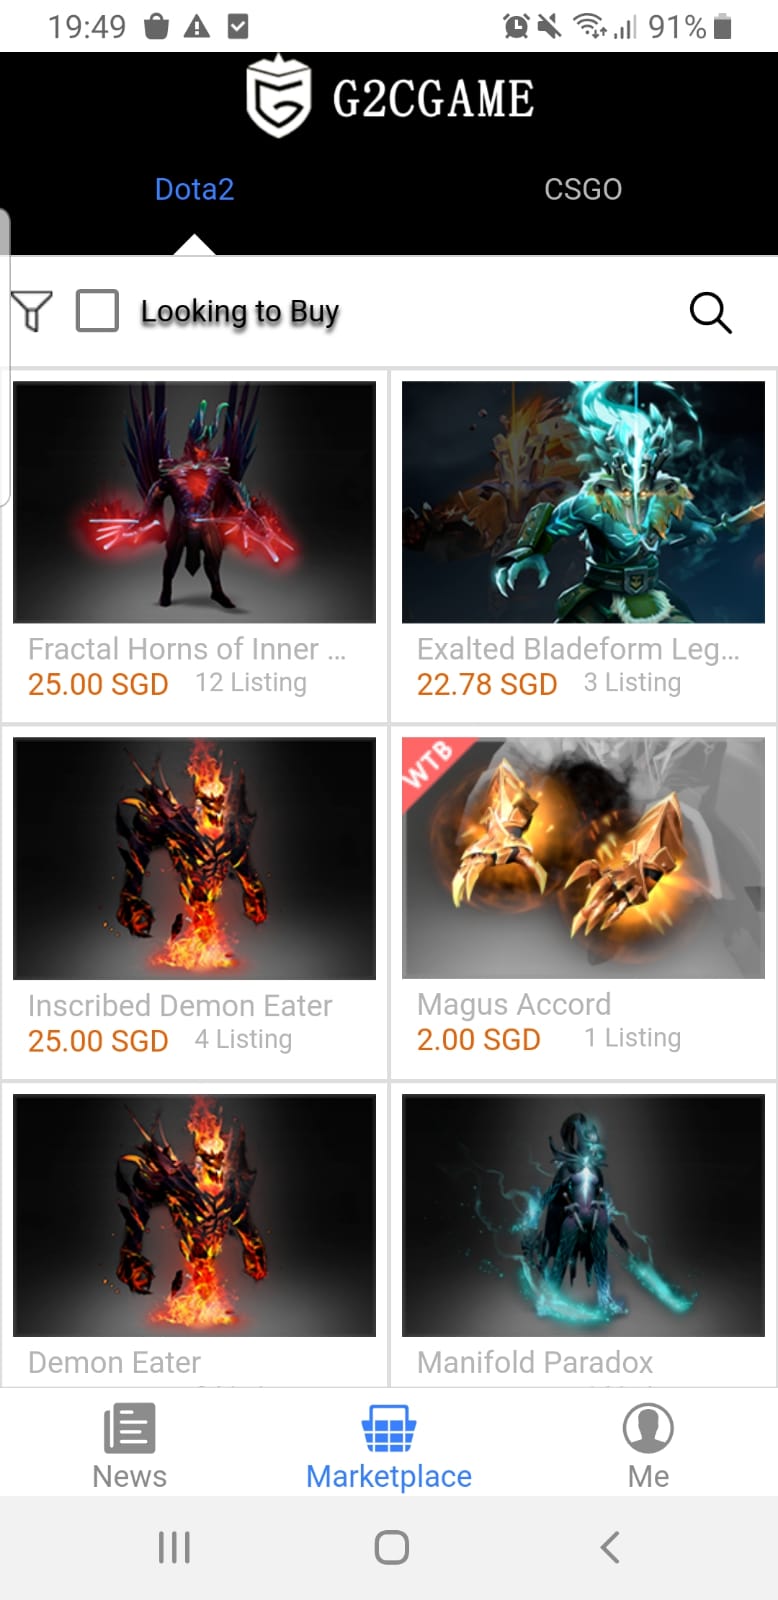 19:49
91%
G2CGAME
Dota2
CSGO
Looking to Buy
Fractal Horns of Inner ...
25.00 SGD 12 Listing
Exalted Bladeform Leg...
22.78 SGD 3 Listing
Inscribed Demon Eater
25.00 SGD 4 Listing
WTB
Magus Accord
2.00 SGD 1 Listing
Demon Eater
Manifold Paradox
News
Marketplace
Me